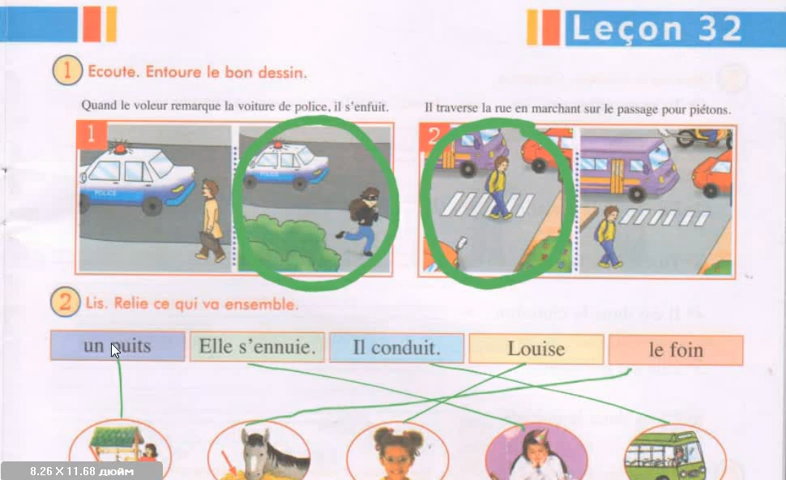 Leçon 32
1 Ecoute. Entoure le bon dessin.
Quand le voleur remarque la voiture de police, il s'enfuit.
Il traverse la rue en marchant sur le passage pour piétons.
1
2
POLICE
POLICE
2 Lis. Relie ce qui va ensemble.
un puits
Elle s'ennuie.
Il conduit.
Louise
le foin
8.26 X 11.68 дюйм